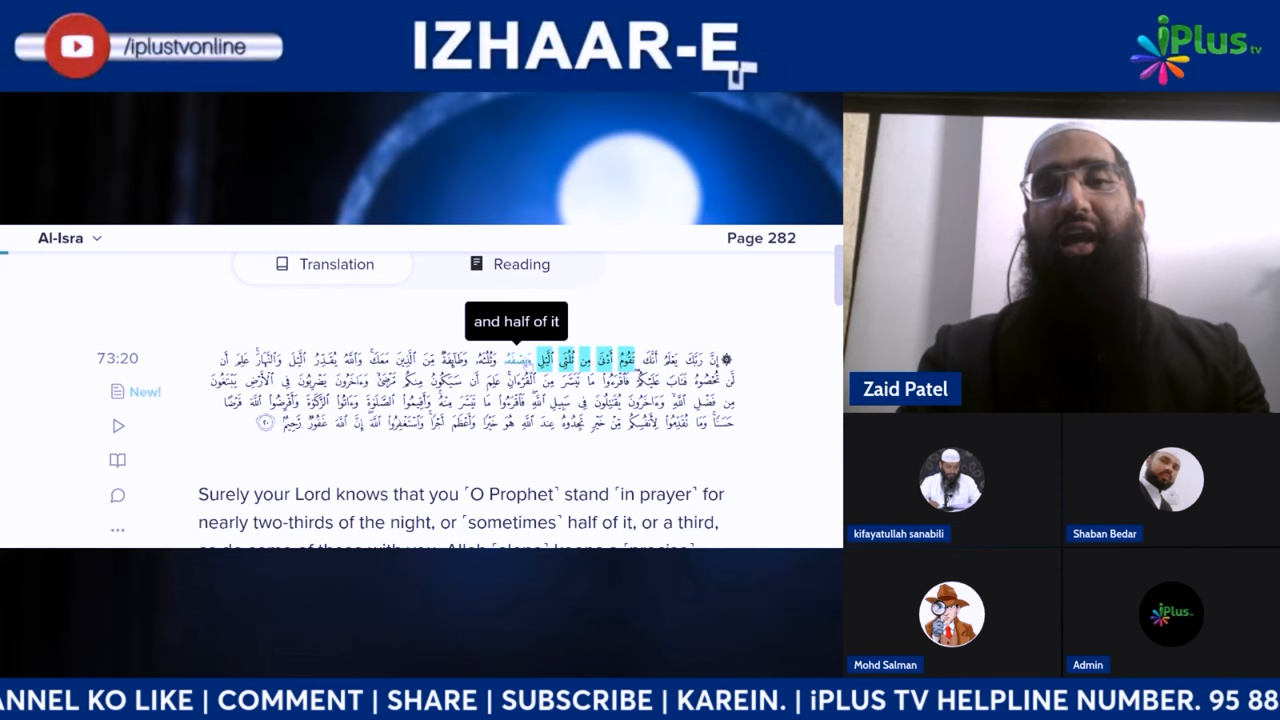 /iplustvonline
IZHAAR-E
iPlus tv
Al-Isra
Page 282
Translation
Reading
and half of it
73:20
New!
۞ إِنَّ رَبَّكَ يَعْلَمُ أَنَّكَ تَقُومُ أَدْنَىٰ مِن ثُلُثَىِ ٱلَّيْلِ وَنِصْفَهُۥ وَثُلُثَهُۥ وَطَآئِفَةٌ مِّنَ ٱلَّذِينَ مَعَكَ ۚ وَٱللَّهُ يُقَدِّرُ ٱلَّيْلَ وَٱلنَّهَارَ ۚ عَلِمَ أَن
لَّن تُحْصُوهُ فَتَابَ عَلَيْكُمْ ۖ فَٱقْرَءُوا۟ مَا تَيَسَّرَ مِنَ ٱلْقُرْءَانِ ۚ عَلِمَ أَن سَيَكُونُ مِنكُم مَّرْضَىٰ ۙ وَءَاخَرُونَ يَضْرِبُونَ فِى ٱلْأَرْضِ يَبْتَغُونَ
مِن فَضْلِ ٱللَّهِ ۙ وَءَاخَرُونَ يُقَٰتِلُونَ فِى سَبِيلِ ٱللَّهِ ۖ فَٱقْرَءُوا۟ مَا تَيَسَّرَ مِنْهُ ۚ وَأَقِيمُوا۟ ٱلصَّلَوٰةَ وَءَاتُوا۟ ٱلزَّكَوٰةَ وَأَقْرِضُوا۟ ٱللَّهَ قَرْضًا
حَسَنًا ۚ وَمَا تُقَدِّمُوا۟ لِأَنفُسِكُم مِّنْ خَيْرٍ تَجِدُوهُ عِندَ ٱللَّهِ هُوَ خَيْرًا وَأَعْظَمَ أَجْرًا ۚ وَٱسْتَغْفِرُوا۟ ٱللَّهَ ۖ إِنَّ ٱللَّهَ غَفُورٌ رَّحِيمٌۢ ٢٠
Surely your Lord knows that you ˹O Prophet˺ stand ˹in prayer˺ for
nearly two-thirds of the night, or ˹sometimes˺ half of it, or a third,
Zaid Patel
kifayatullah sanabili
Shaban Bedar
iPlus
Mohd Salman
Admin
ANNEL KO LIKE | COMMENT | SHARE | SUBSCRIBE | KAREIN. | iPLUS TV HELPLINE NUMBER. 95 88